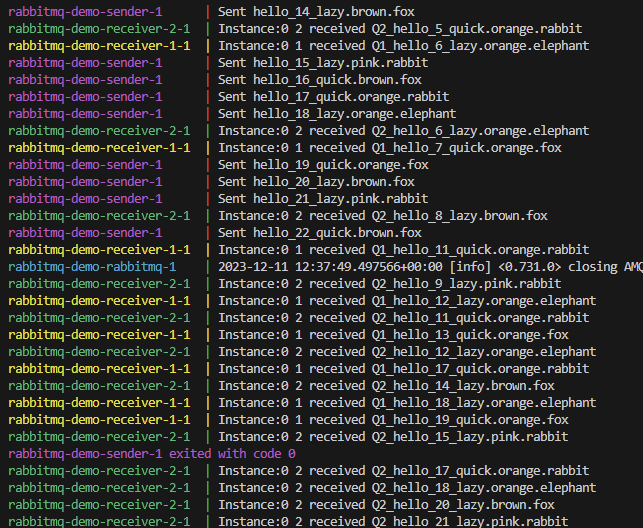 rabbitmq-demo-sender-1 | Sent hello_14_lazy.brown.fox
rabbitmq-demo-receiver-2-1 | Instance:0 2 received Q2_hello_5_quick.orange.rabbit
rabbitmq-demo-receiver-1-1 | Instance:0 1 received Q1_hello_6_lazy.orange.elephant
rabbitmq-demo-sender-1 | Sent hello_15_lazy.pink.rabbit
rabbitmq-demo-sender-1 | Sent hello_16_quick.brown.fox
rabbitmq-demo-sender-1 | Sent hello_17_quick.orange.rabbit
rabbitmq-demo-sender-1 | Sent hello_18_lazy.orange.elephant
rabbitmq-demo-receiver-2-1 | Instance:0 2 received Q2_hello_6_lazy.orange.elephant
rabbitmq-demo-receiver-1-1 | Instance:0 1 received Q1_hello_7_quick.orange.fox
rabbitmq-demo-sender-1 | Sent hello_19_quick.orange.fox
rabbitmq-demo-sender-1 | Sent hello_20_lazy.brown.fox
rabbitmq-demo-sender-1 | Sent hello_21_lazy.pink.rabbit
rabbitmq-demo-receiver-2-1 | Instance:0 2 received Q2_hello_8_lazy.brown.fox
rabbitmq-demo-sender-1 | Sent hello_22_quick.brown.fox
rabbitmq-demo-receiver-1-1 | Instance:0 1 received Q1_hello_11_quick.orange.rabbit
rabbitmq-demo-rabbitmq-1 | 2023-12-11 12:37:49.497566+00:00 [info] <0.731.0> closing AMQ
rabbitmq-demo-receiver-2-1 | Instance:0 2 received Q2_hello_9_lazy.pink.rabbit
rabbitmq-demo-receiver-1-1 | Instance:0 1 received Q1_hello_12_lazy.orange.elephant
rabbitmq-demo-receiver-2-1 | Instance:0 2 received Q2_hello_11_quick.orange.rabbit
rabbitmq-demo-receiver-1-1 | Instance:0 1 received Q1_hello_13_quick.orange.fox
rabbitmq-demo-receiver-2-1 | Instance:0 2 received Q2_hello_12_lazy.orange.elephant
rabbitmq-demo-receiver-1-1 | Instance:0 1 received Q1_hello_17_quick.orange.rabbit
rabbitmq-demo-receiver-2-1 | Instance:0 2 received Q2_hello_14_lazy.brown.fox
rabbitmq-demo-receiver-1-1 | Instance:0 1 received Q1_hello_18_lazy.orange.elephant
rabbitmq-demo-receiver-1-1 | Instance:0 1 received Q1_hello_19_quick.orange.fox
rabbitmq-demo-receiver-2-1 | Instance:0 2 received Q2_hello_15_lazy.pink.rabbit
rabbitmq-demo-sender-1 exited with code 0
rabbitmq-demo-receiver-2-1 | Instance:0 2 received Q2_hello_17_quick.orange.rabbit
rabbitmq-demo-receiver-2-1 | Instance:0 2 received Q2_hello_18_lazy.orange.elephant
rabbitmq-demo-receiver-2-1 | Instance:0 2 received Q2_hello_20_lazy.brown.fox
rabbitmq-demo-receiver-2-1 | Instance:0 2 received Q2_hello_21_lazy.pink.rabbit